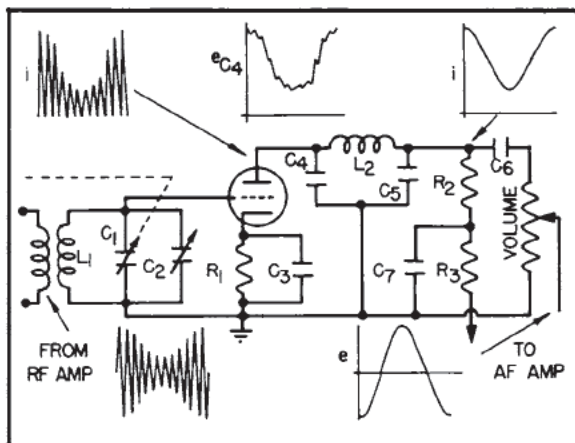 i
eC4
i
C4
L2
C5
R2
C6
VOLUME
C1
L1
C2
R1
C3
C7
R3
FROM
RF AMP
e
TO
AF AMP